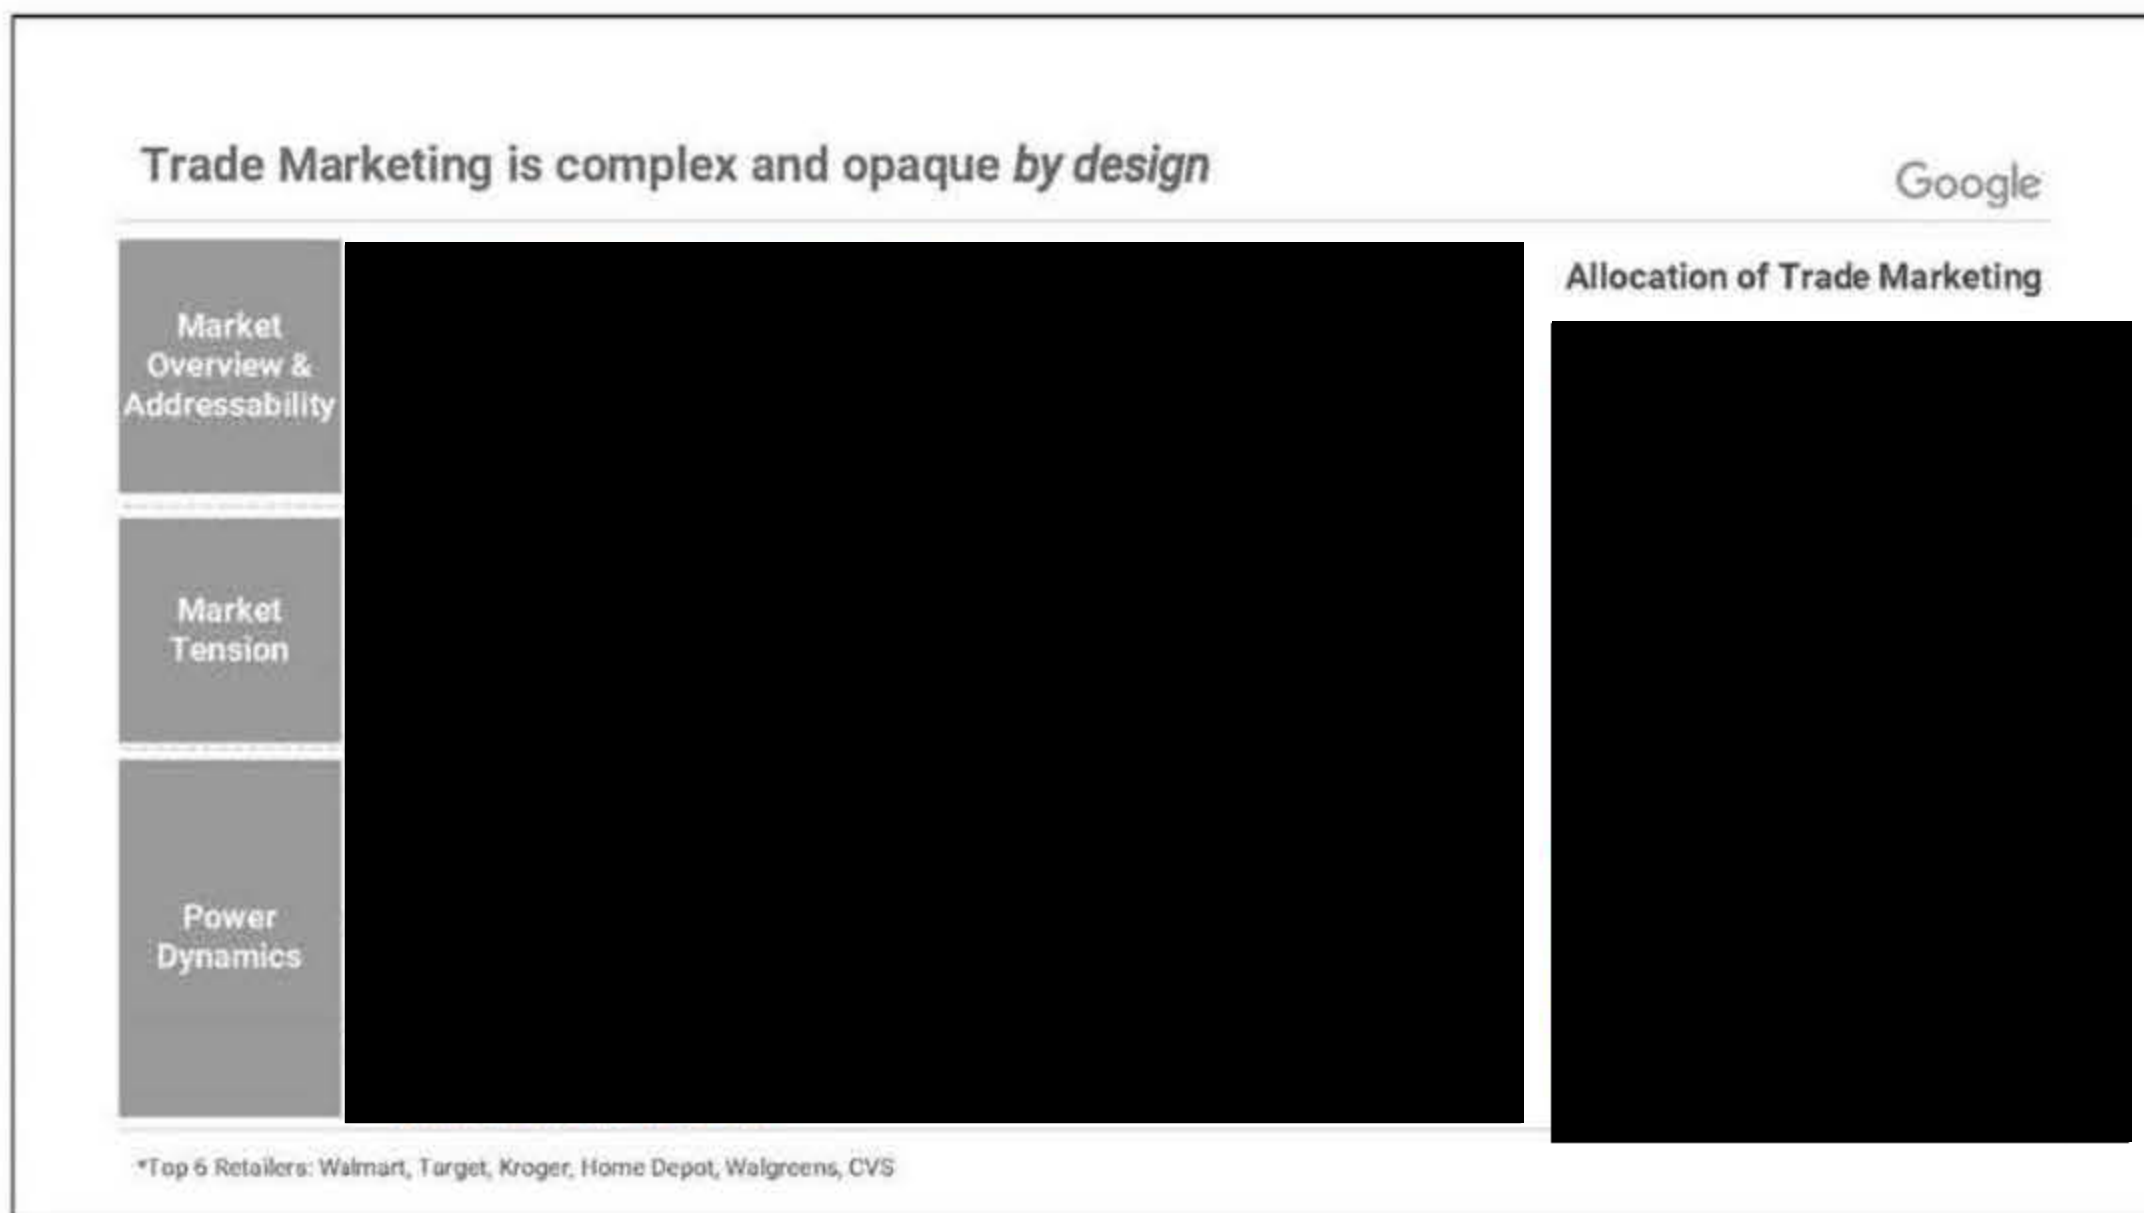 Trade Marketing is complex and opaque by design
Google
Market
Overview &
Addressability
Market
Tension
Power
Dynamics
Allocation of Trade Marketing
*Top 6 Retailers: Walmart, Target, Kroger, Home Depot, Walgreens, CVS